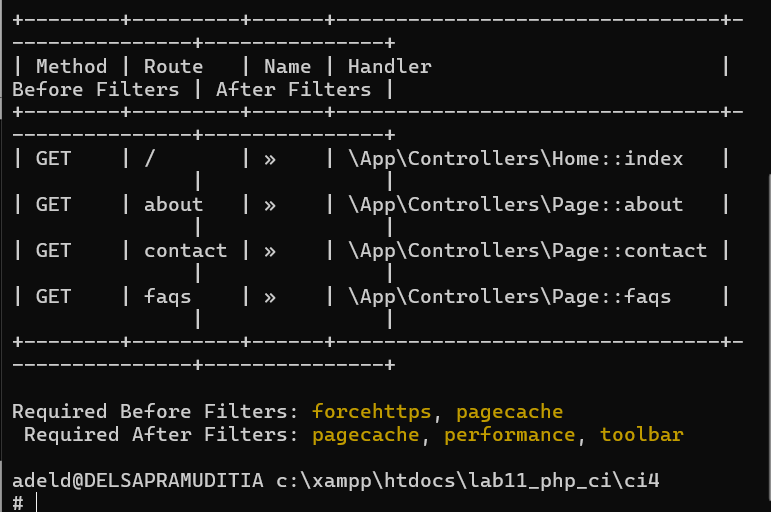 +--------+---------+------+--------------------------------+-
---------------+---------------+
| Method | Route   | Name | Handler                        |
Before Filters | After Filters |
+--------+---------+------+--------------------------------+-
---------------+---------------+
| GET    | /       | »    | \App\Controllers\Home::index   |
               |               |
| GET    | about   | »    | \App\Controllers\Page::about   |
               |               |
| GET    | contact | »    | \App\Controllers\Page::contact |
               |               |
| GET    | faqs    | »    | \App\Controllers\Page::faqs    |
               |               |
+--------+---------+------+--------------------------------+-
---------------+---------------+
Required Before Filters: forcehttps, pagecache
 Required After Filters: pagecache, performance, toolbar
adeld@DELSAPRAMUDITIA c:\xampp\htdocs\lab11_php_ci\ci4
#